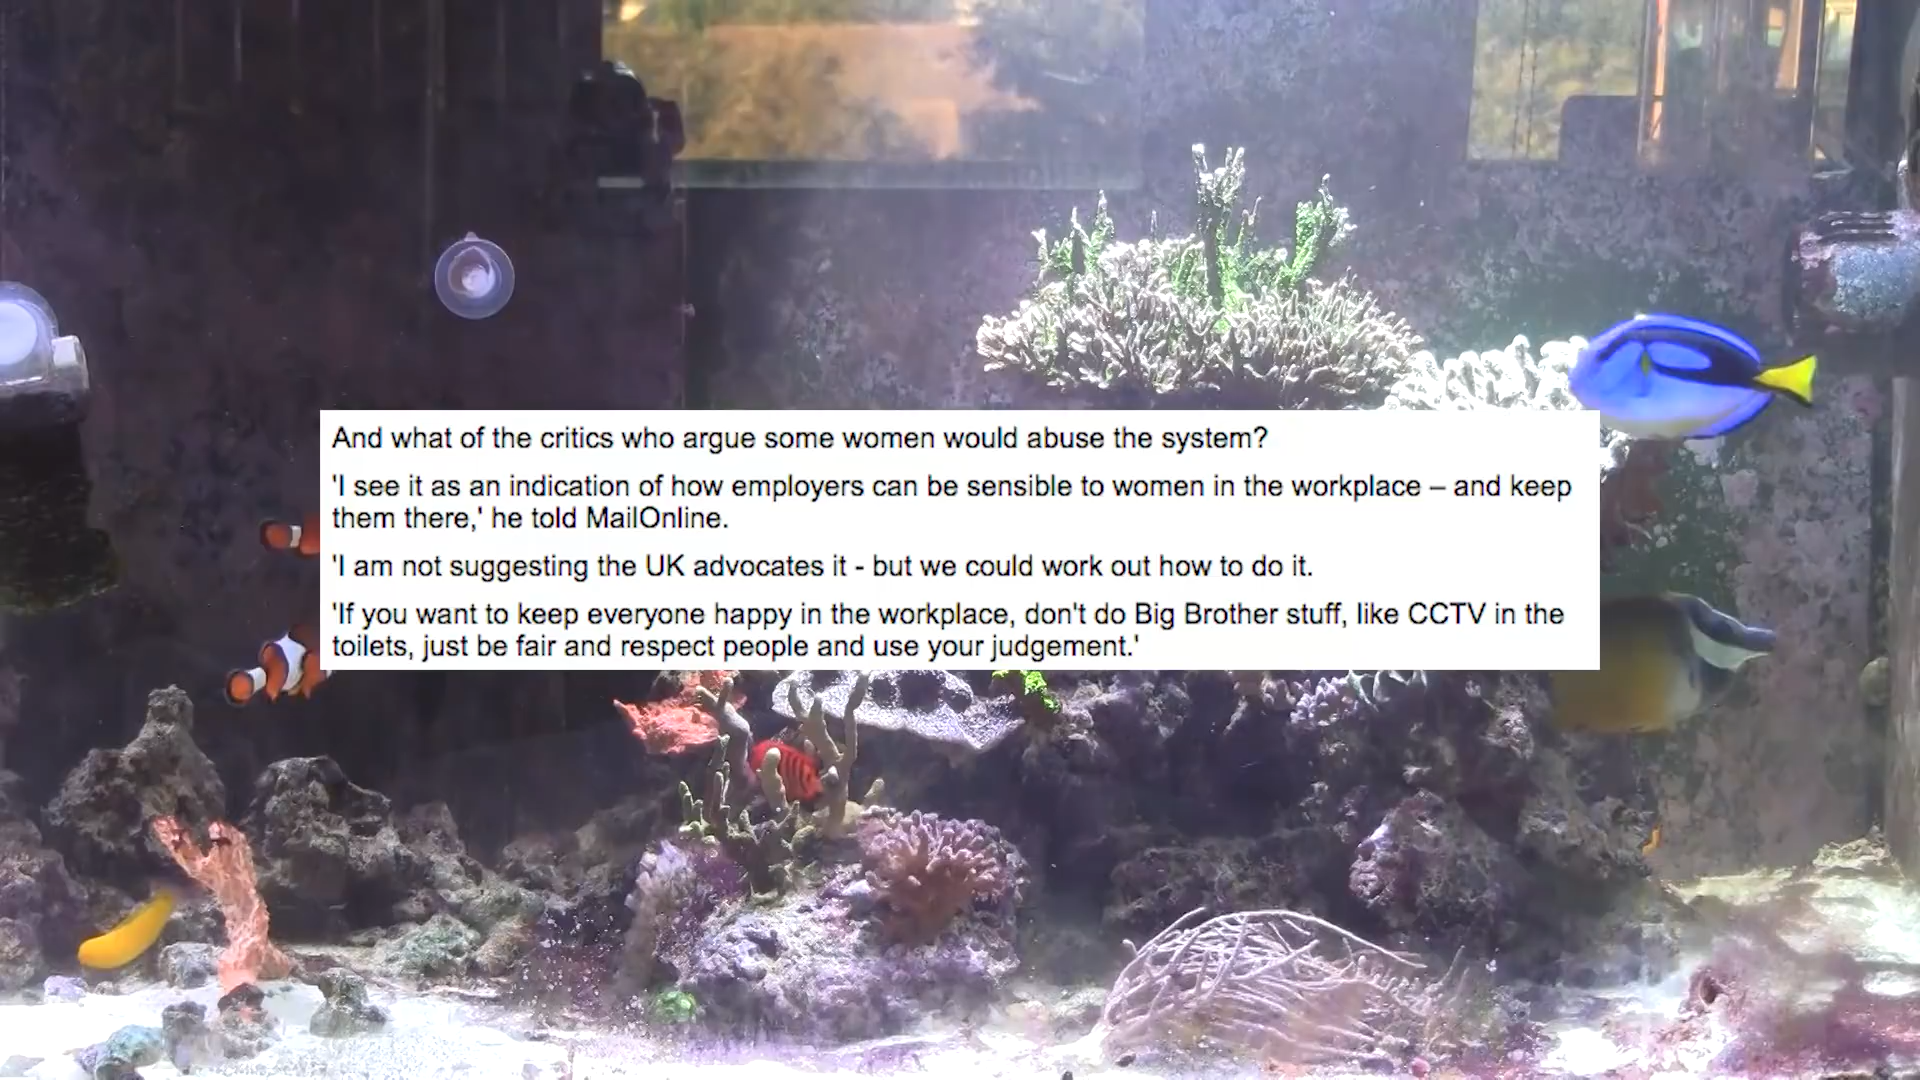 And what of the critics who argue some women would abuse the system?
'I see it as an indication of how employers can be sensible to women in the workplace – and keep
them there,' he told MailOnline.
'I am not suggesting the UK advocates it - but we could work out how to do it.
'If you want to keep everyone happy in the workplace, don't do Big Brother stuff, like CCTV in the
toilets, just be fair and respect people and use your judgement.'